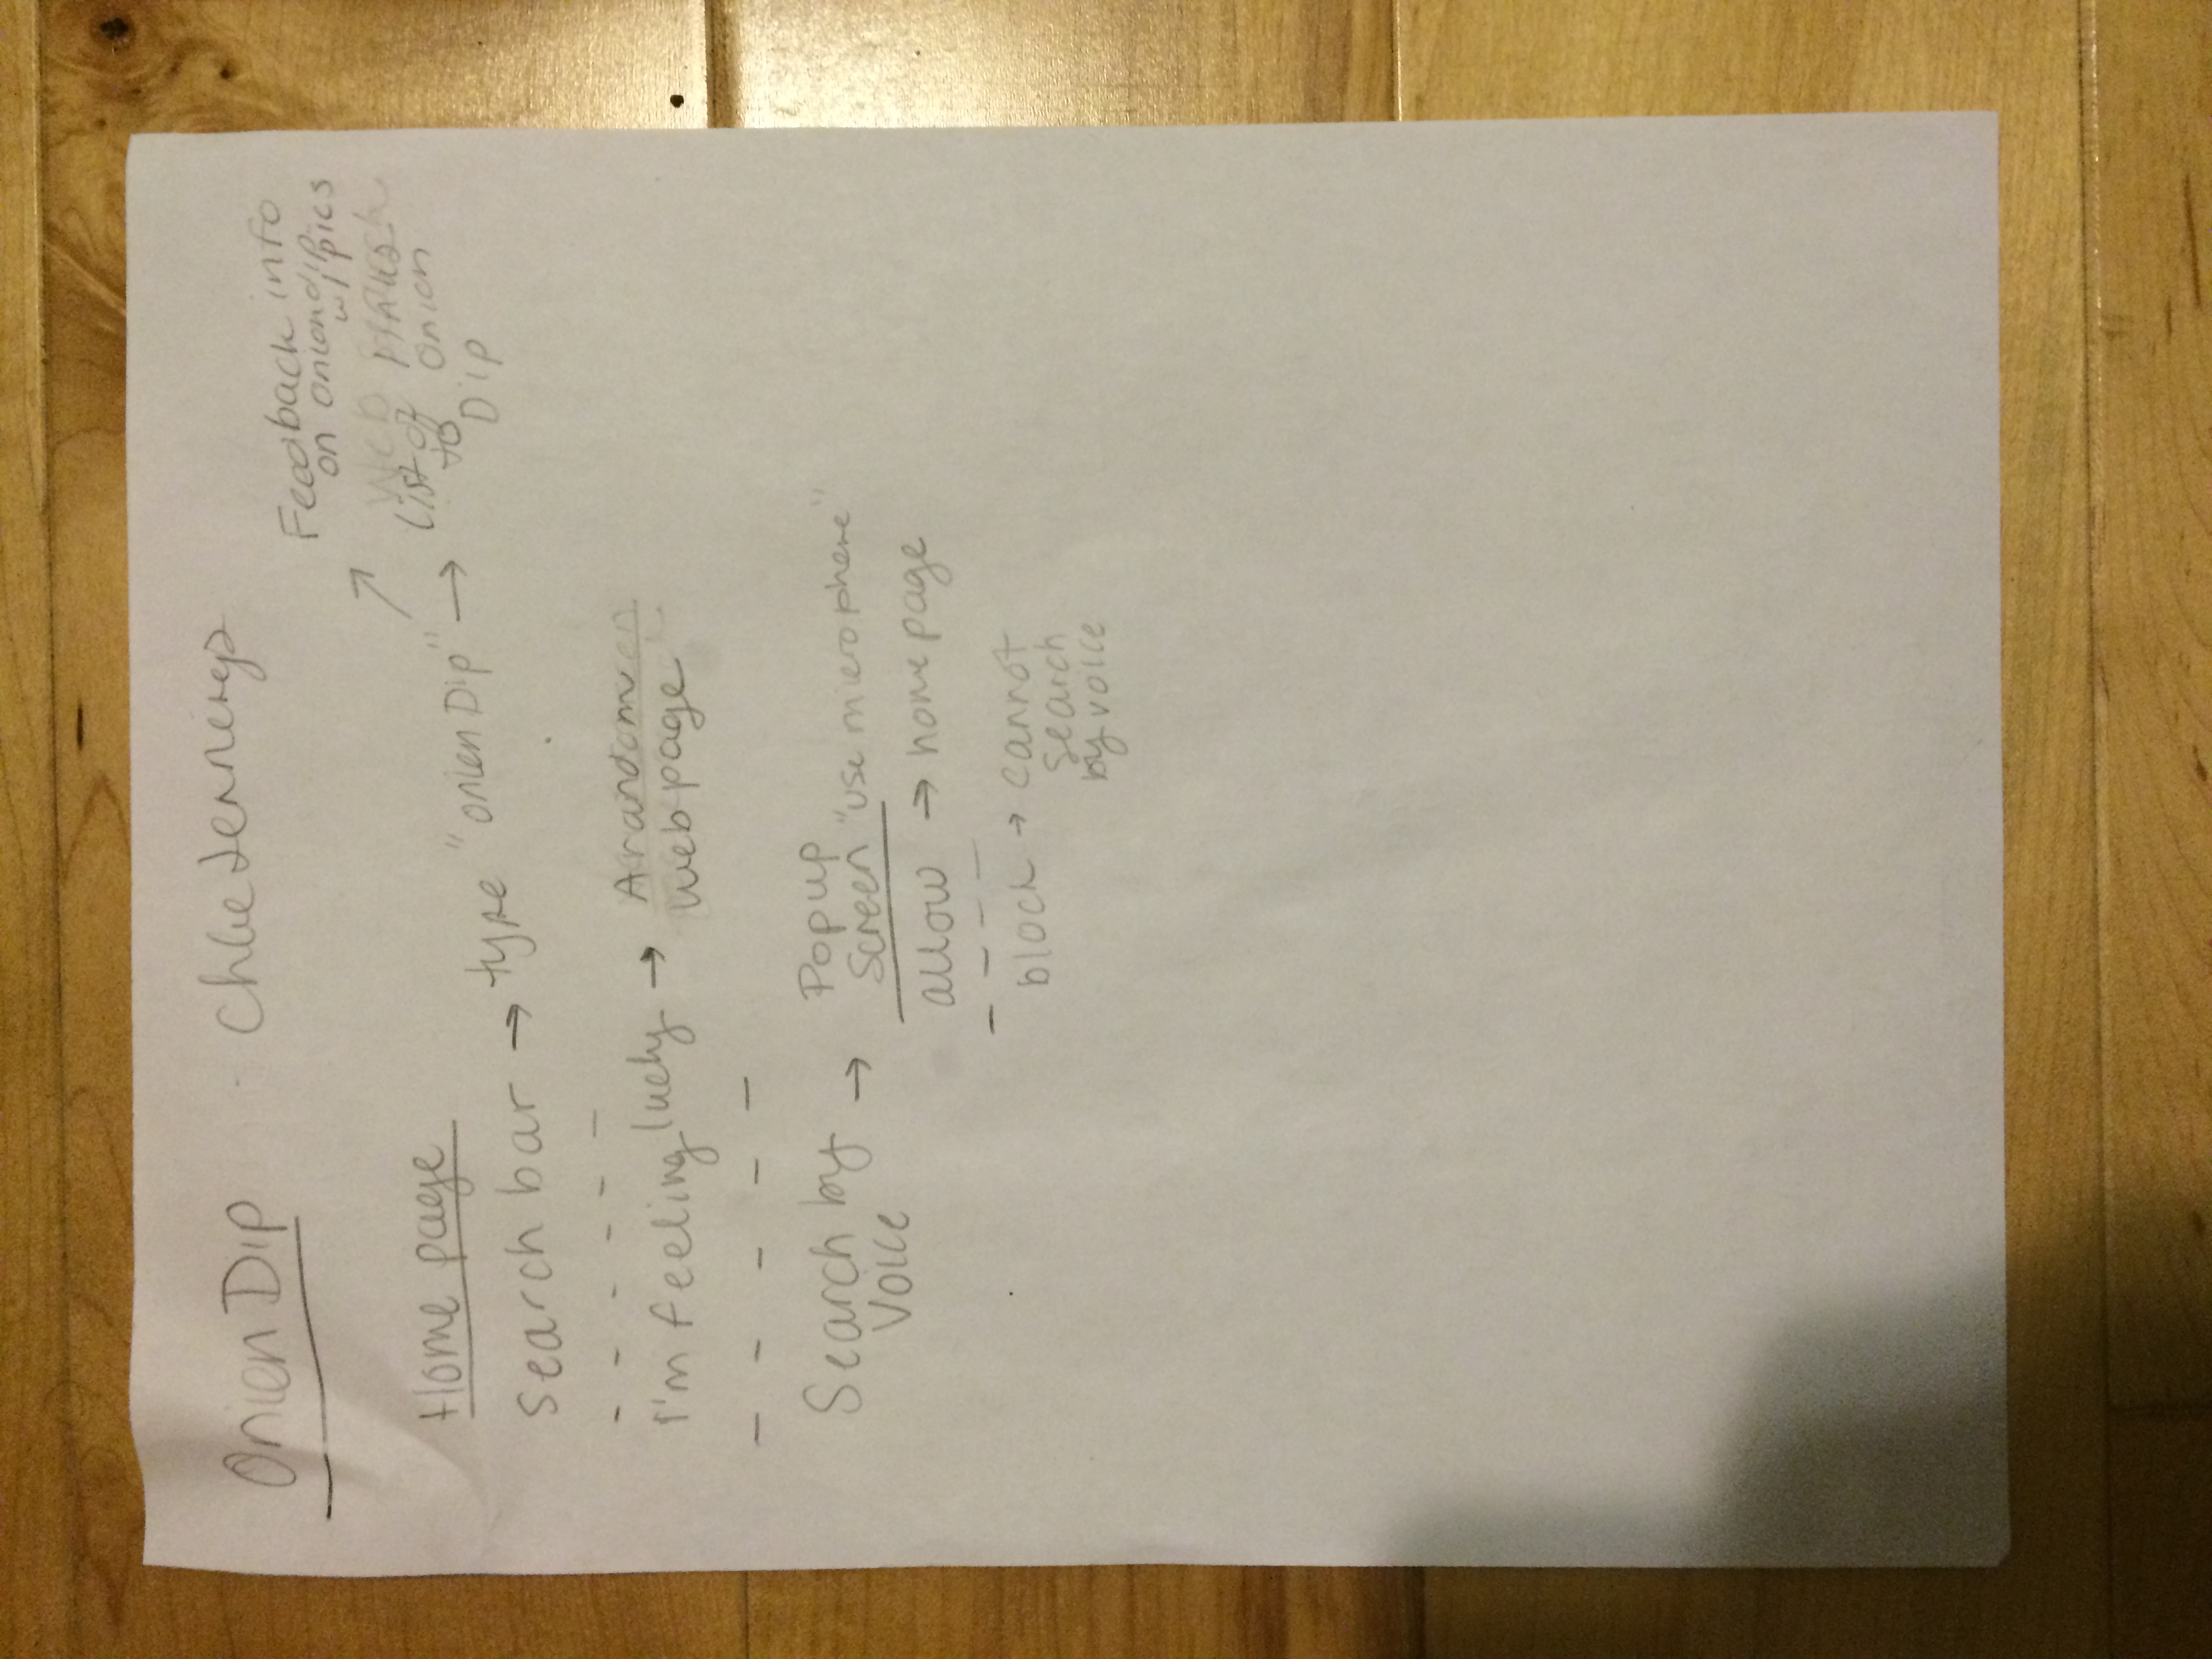 Onion Dip
Chloe Jennerys
Feedback info
on oniondip
w/ pics
List of links
to Onion
Dip
Home page
Search bar → type "onion Dip" →
I'm feeling lucky → A random
web page
Search by
Voice →
Popup
Screen "use microphone"
allow → home page
block → cannot
search
by voice